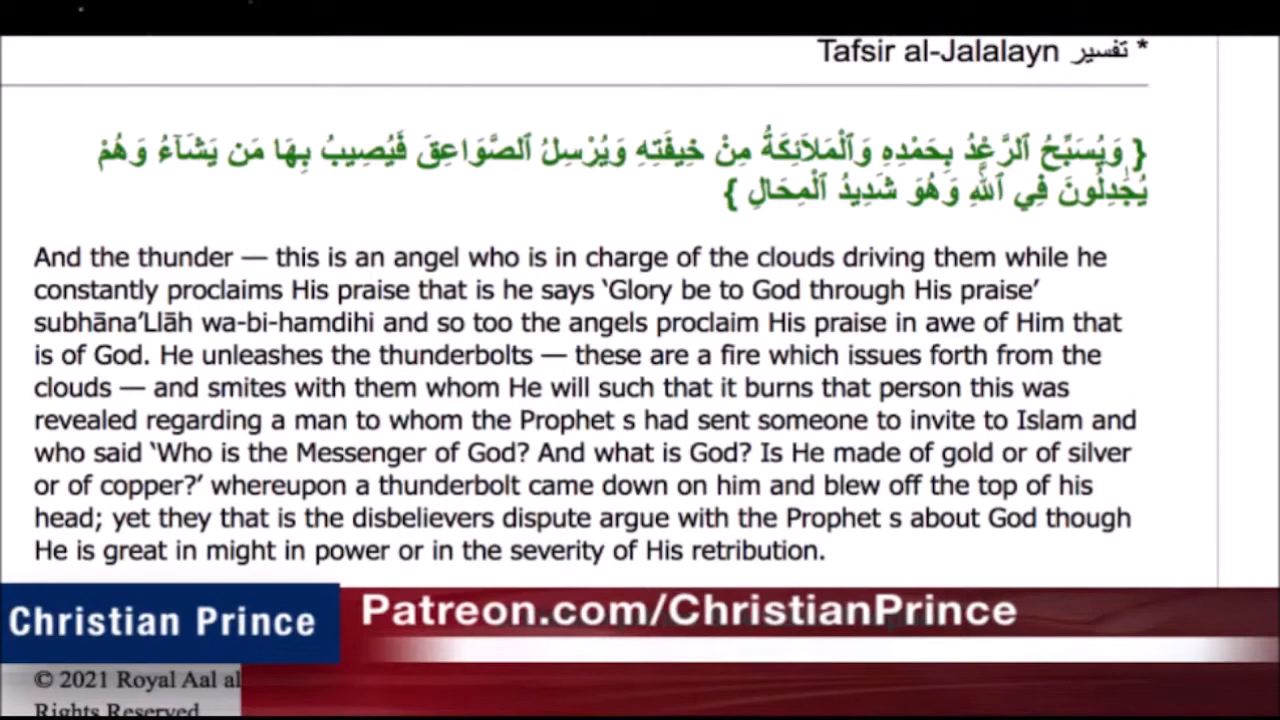 * تفسير Tafsir al-Jalalayn
{ وَيُسَبِّحُ ٱلرَّعْدُ بِحَمْدِهِ وَٱلْمَلاَئِكَةُ مِنْ خِيفَتِهِ وَيُرْسِلُ ٱلصَّوَاعِقَ فَيُصِيبُ بِهَا مَن يَشَآءُ وَهُمْ
يُجَٰدِلُونَ فِي ٱللَّهِ وَهُوَ شَدِيدُ ٱلْمِحَالِ }
And the thunder — this is an angel who is in charge of the clouds driving them while he
constantly proclaims His praise that is he says ‘Glory be to God through His praise’
subhāna’Llāh wa-bi-hamdihi and so too the angels proclaim His praise in awe of Him that
is of God. He unleashes the thunderbolts — these are a fire which issues forth from the
clouds — and smites with them whom He will such that it burns that person this was
revealed regarding a man to whom the Prophet s had sent someone to invite to Islam and
who said ‘Who is the Messenger of God? And what is God? Is He made of gold or of silver
or of copper?’ whereupon a thunderbolt came down on him and blew off the top of his
head; yet they that is the disbelievers dispute argue with the Prophet s about God though
He is great in might in power or in the severity of His retribution.
Christian Prince
Patreon.com/ChristianPrince
© 2021 Royal Aal al
Rights Reserved